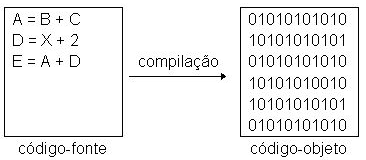 A = B + C
D = X + 2
E = A + D
código-fonte
compilação
01010101010
10101010101
01010101010
10101010010
10101010101
01010101010
código-objeto